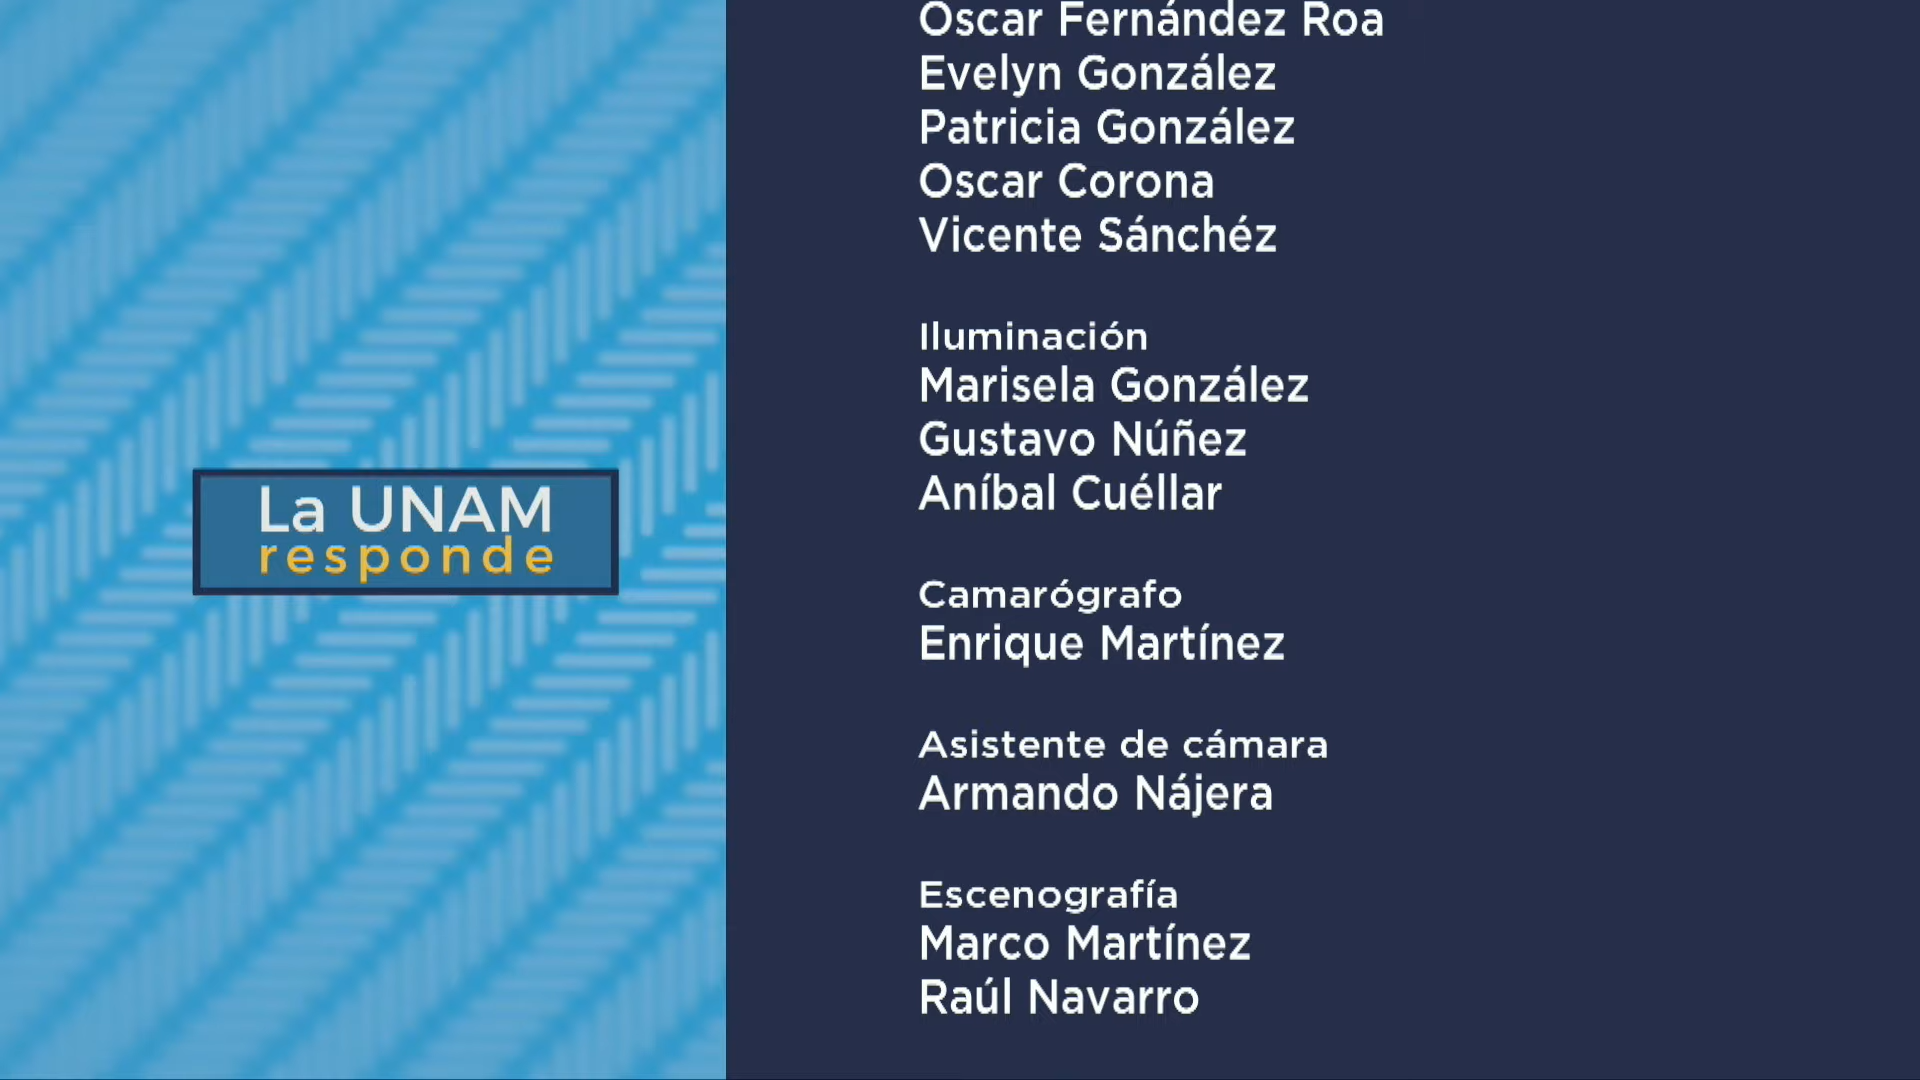 La UNAM
responde
Oscar Fernández Roa
Evelyn González
Patricia González
Oscar Corona
Vicente Sánchéz
Iluminación
Marisela González
Gustavo Núñez
Aníbal Cuéllar
Camarógrafo
Enrique Martínez
Asistente de cámara
Armando Nájera
Escenografía
Marco Martínez
Raúl Navarro